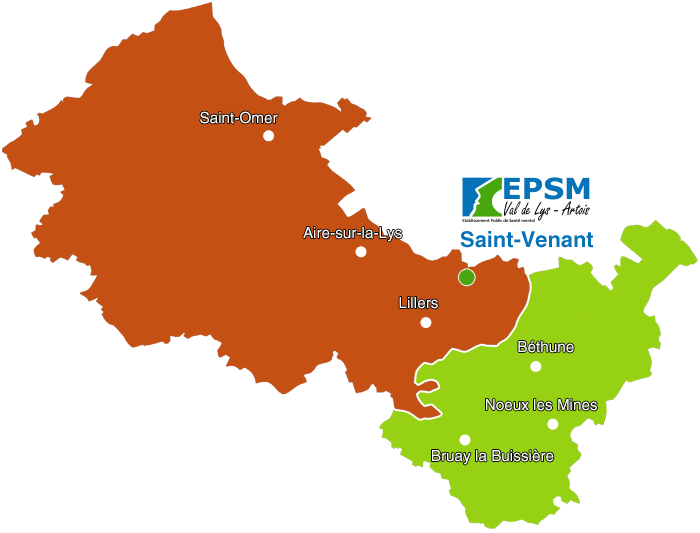 Saint-Omer
EPSM
Val de Lys - Artois
Etablissement Public de Santé mental
Saint-Venant
Aire-sur-la-Lys
Lillers
Béthune
Noeux les Mines
Bruay la Buissière